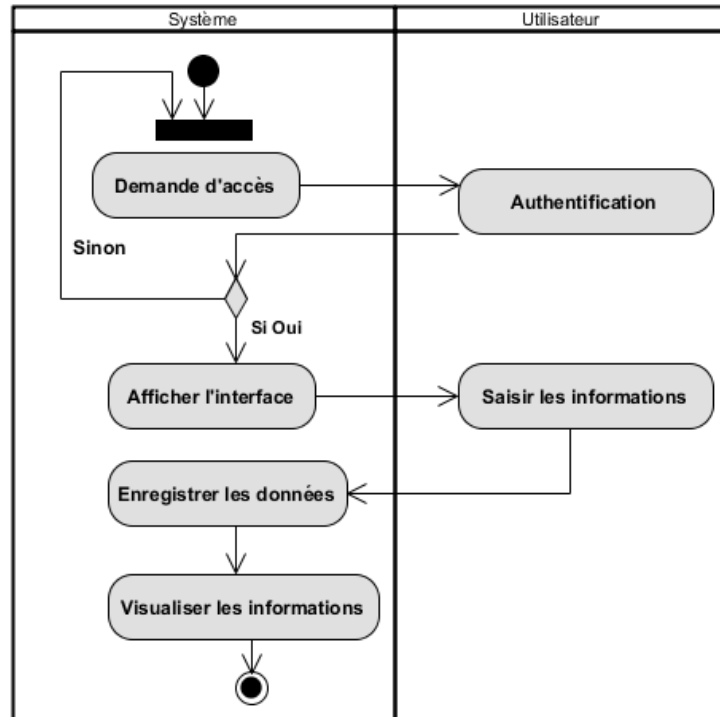 Système
Utilisateur
Demande d'accès
Authentification
Sinon
Si Oui
Afficher l'interface
Saisir les informations
Enregistrer les données
Visualiser les informations